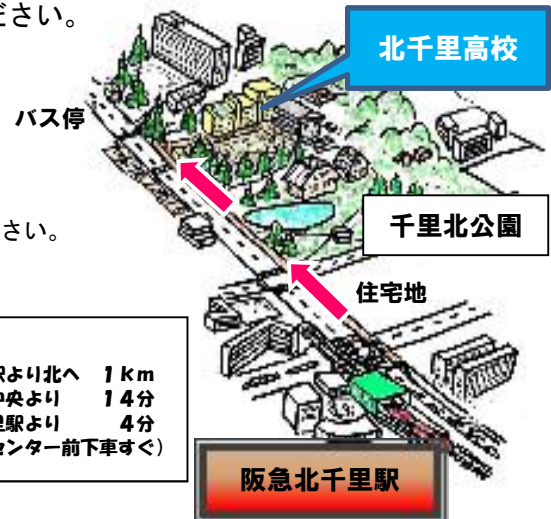 ださい。
北千里高校
バス停
さい。
千里北公園
住宅地
駅より北へ 1km
中央より 14分
里駅より 4分
センター前下車すぐ）
阪急北千里駅